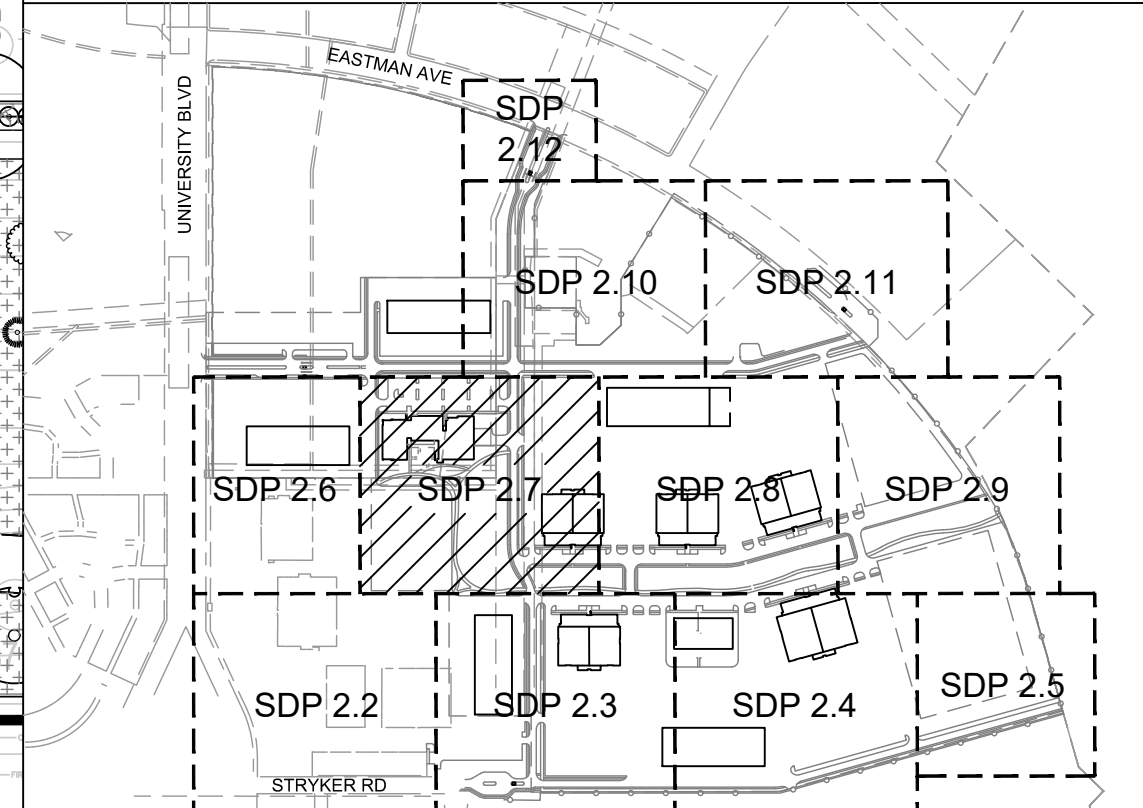 EASTMAN AVE
UNIVERSITY BLVD
SDP
2.12
SDP 2.10
SDP 2.11
SDP 2.6
SDP 2.7
SDP 2.8
SDP 2.9
SDP 2.2
SDP 2.3
SDP 2.4
SDP 2.5
STRYKER RD